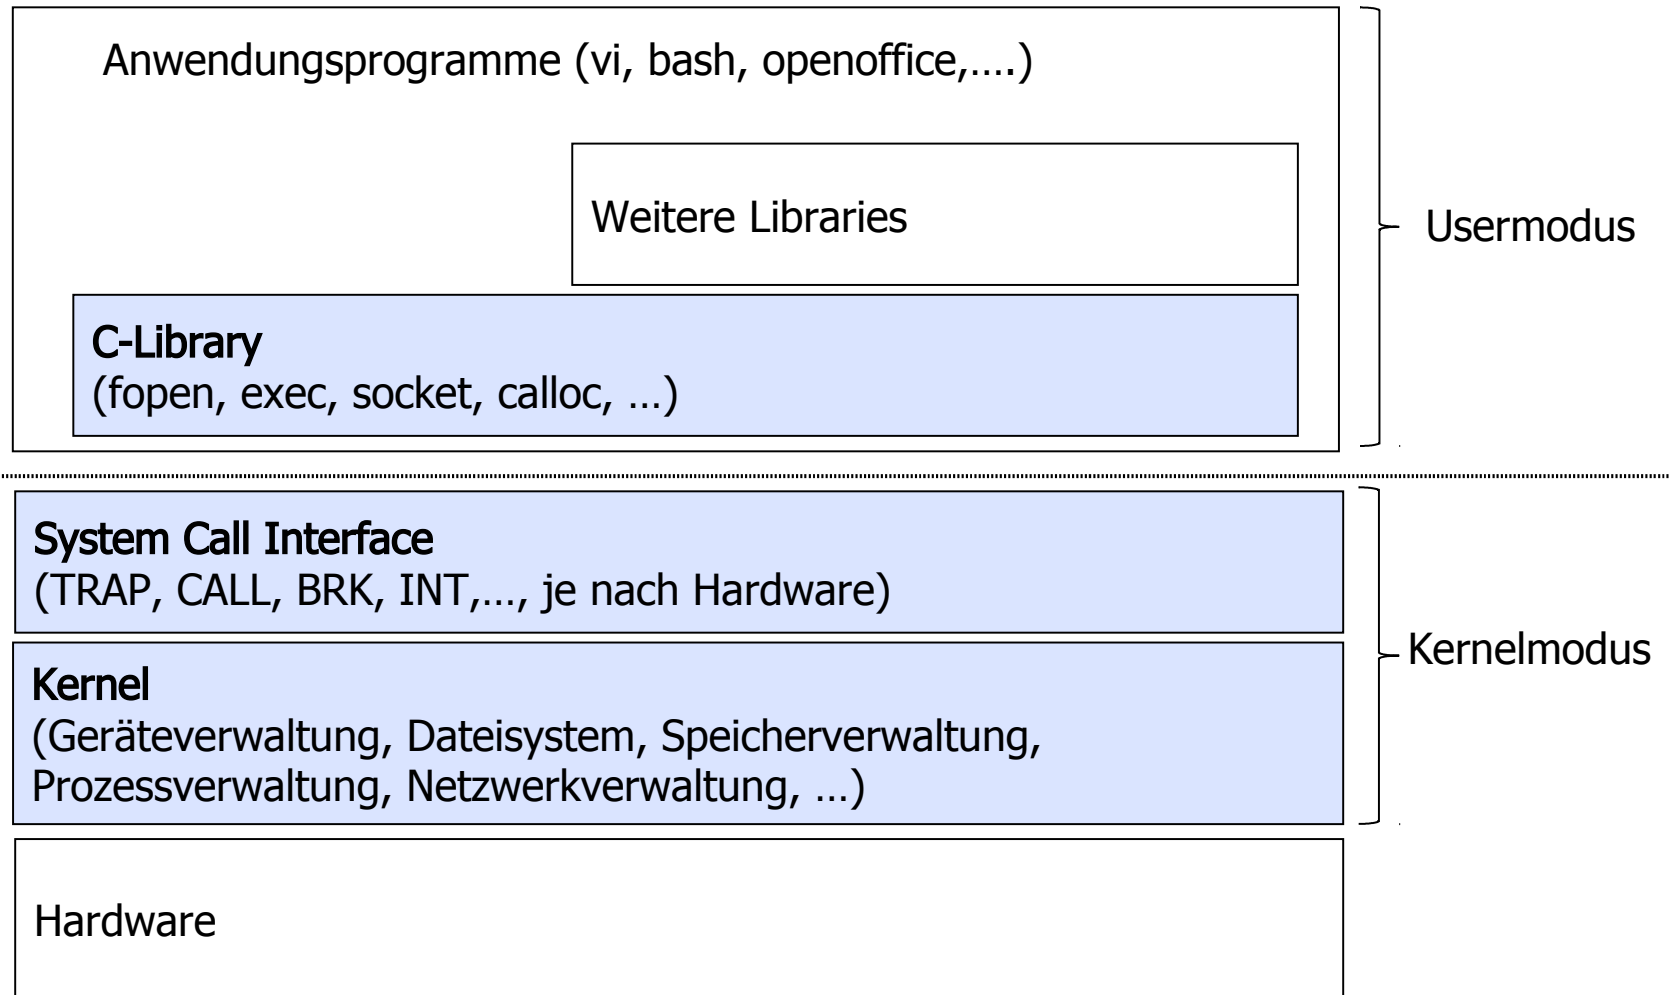 Anwendungsprogramme (vi, bash, openoffice,....)
Weitere Libraries
Usermodus
C-Library
(fopen, exec, socket, calloc, ...)
System Call Interface
(TRAP, CALL, BRK, INT,..., je nach Hardware)
Kernelmodus
Kernel
(Geräteverwaltung, Dateisystem, Speicherverwaltung,
Prozessverwaltung, Netzwerkverwaltung, ...)
Hardware